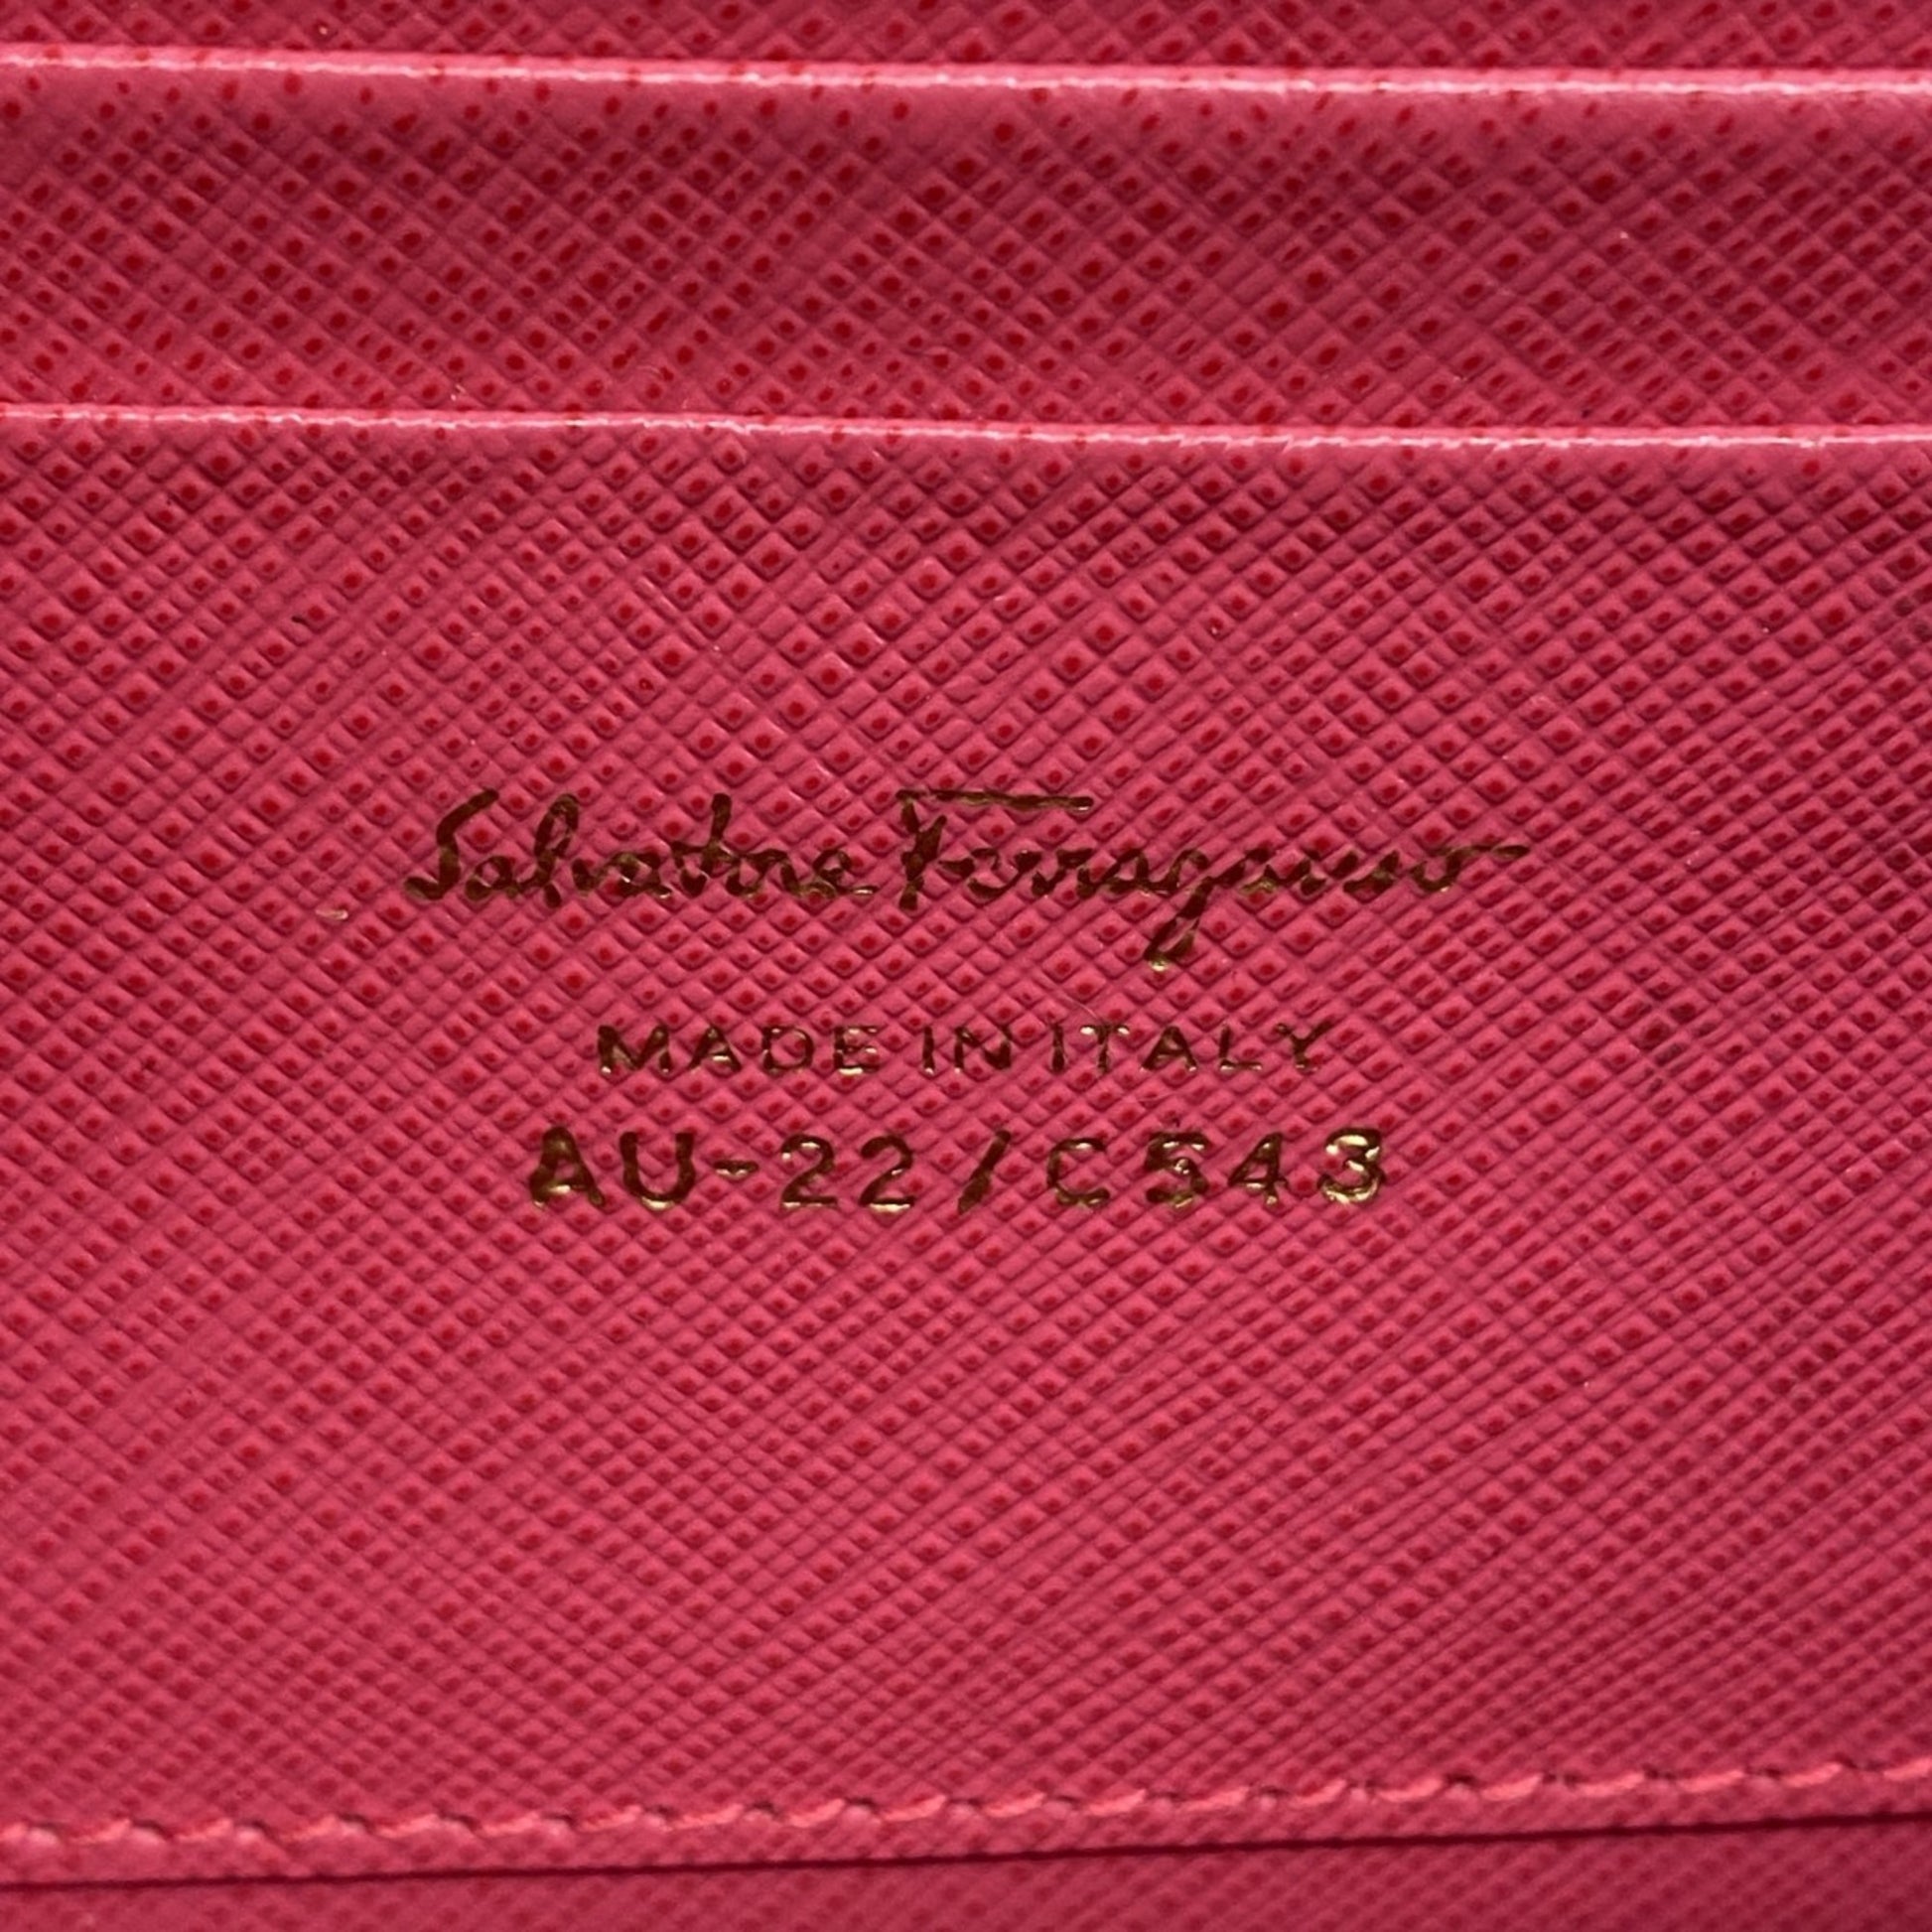 Salvatore Ferragamo
MADE IN ITALY
AU-22/C543